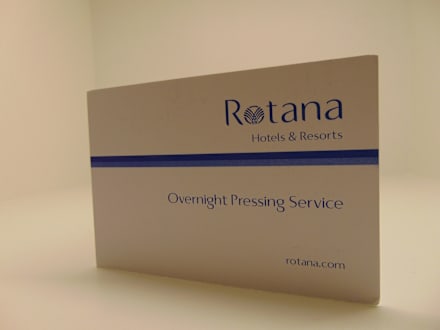 Rotana
Hotels & Resorts
Overnight Pressing Service
rotana.com